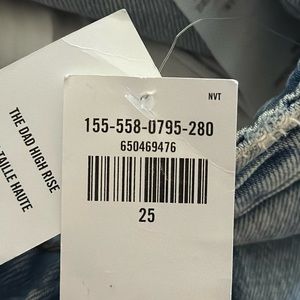 NVT
155-558-0795-280
650469476
25
THE DAD HIGH RISE
TAILLE HAUTE